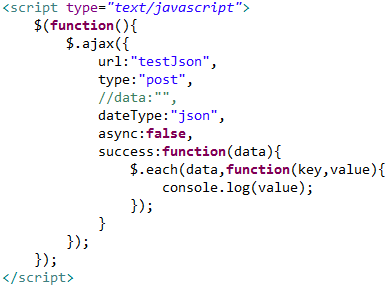 <script type="text/javascript">
    $(function(){
        $.ajax({
            url:"testJson",
            type:"post",
            //data:"",
            dateType:"json",
            async:false,
            success:function(data){
                $.each(data,function(key,value){
                    console.log(value);
                });
            }
        });
    });
</script>